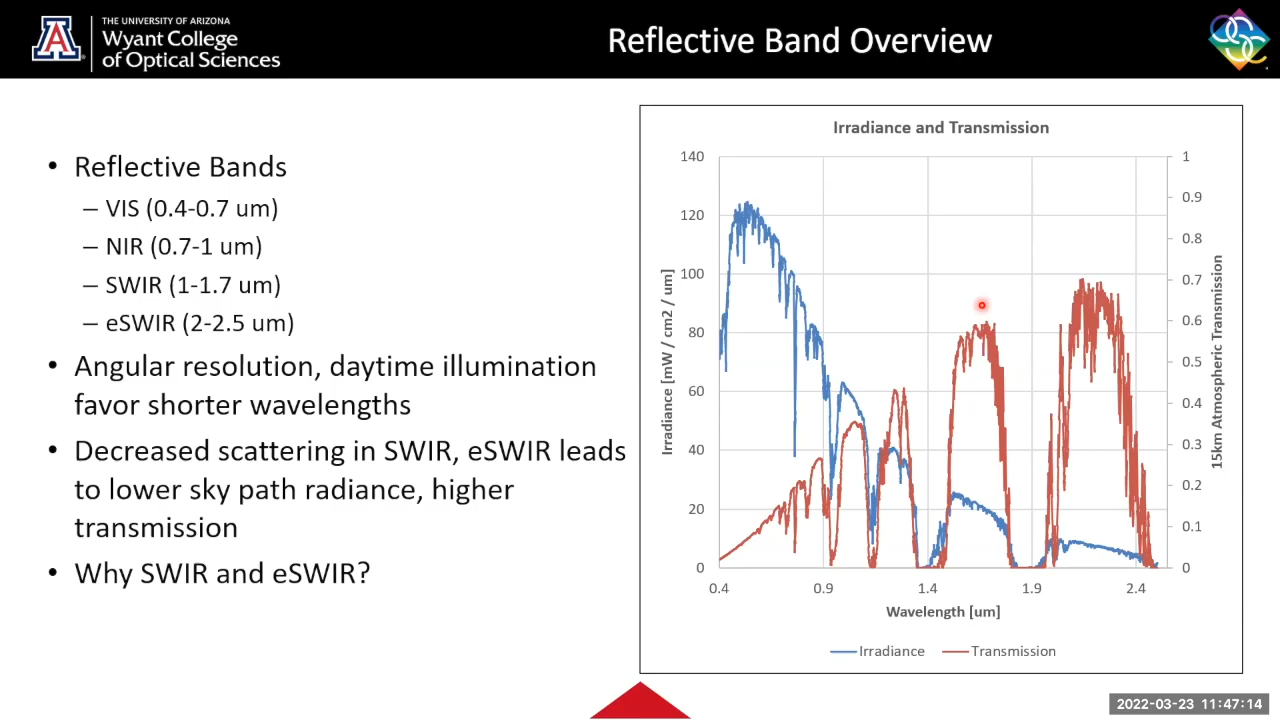 THE UNIVERSITY OF ARIZONA
Wyant College
of Optical Sciences
Reflective Band Overview
OSC
• Reflective Bands
– VIS (0.4-0.7 um)
– NIR (0.7-1 um)
– SWIR (1-1.7 um)
– eSWIR (2-2.5 um)
• Angular resolution, daytime illumination
favor shorter wavelengths
• Decreased scattering in SWIR, eSWIR leads
to lower sky path radiance, higher
transmission
• Why SWIR and eSWIR?
Irradiance and Transmission
Irradiance [mW / cm2 / um]
140
120
100
80
60
40
20
0
1
0.9
0.8
0.7
0.6
0.5
0.4
0.3
0.2
0.1
0
15km Atmospheric Transmission
0.4 0.9 1.4 1.9 2.4
Wavelength [um]
Irradiance Transmission
2022-03-23 11:47:14